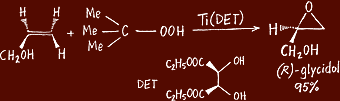 H H
CH₂OH H
+
Me
Me — C — OOH
Me
Ti(DET)
H
O
CH₂OH
(R)-glycidol
95%
DET
C₂H₅OOC OH
C₂H₅OOC OH